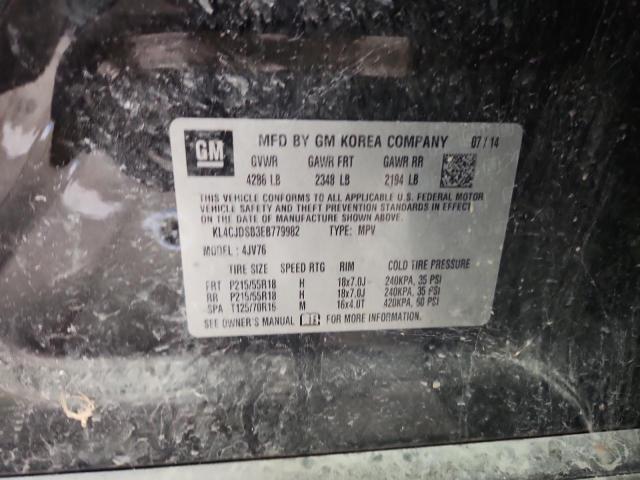 GM MFD BY GM KOREA COMPANY 07/14
GVWR GAWR FRT GAWR RR
4286 LB 2348 LB 2194 LB
THIS VEHICLE CONFORMS TO ALL APPLICABLE U.S. FEDERAL MOTOR
VEHICLE SAFETY AND THEFT PREVENTION STANDARDS IN EFFECT
ON THE DATE OF MANUFACTURE SHOWN ABOVE.
KL4CJDSB3EB779982 TYPE: MPV
MODEL: 4JV76
TIRE SIZE SPEED RTG RIM COLD TIRE PRESSURE
FRT P215/55R18 H 18x7.0J 240KPA, 35 PSI
RR P215/55R18 H 18x7.0J 240KPA, 35 PSI
SPA T125/70R16 M 16x4.0T 420KPA, 60 PSI
SEE OWNER'S MANUAL FOR MORE INFORMATION.